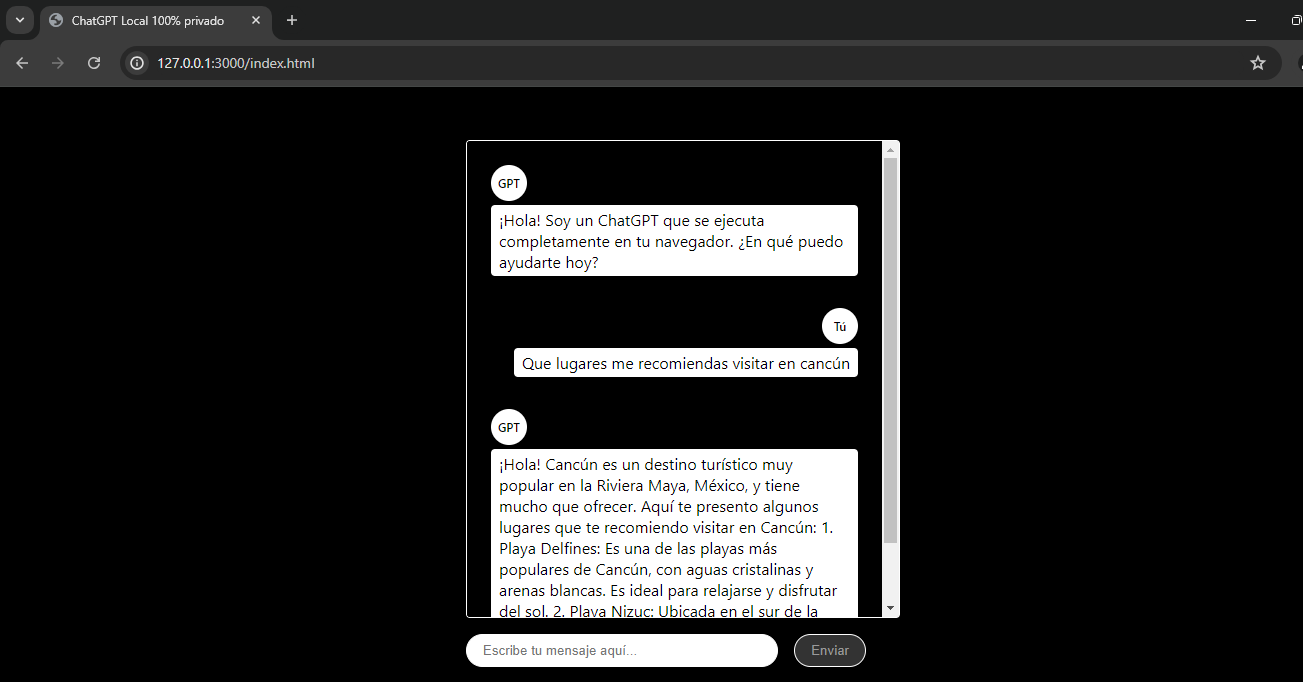 ChatGPT Local 100% privado
127.0.0.1:3000/index.html
GPT
¡Hola! Soy un ChatGPT que se ejecuta
completamente en tu navegador. ¿En qué puedo
ayudarte hoy?
Tú
Que lugares me recomiendas visitar en cancún
GPT
¡Hola! Cancún es un destino turístico muy
popular en la Riviera Maya, México, y tiene
mucho que ofrecer. Aquí te presento algunos
lugares que te recomiendo visitar en Cancún: 1.
Playa Delfines: Es una de las playas más
populares de Cancún, con aguas cristalinas y
arenas blancas. Es ideal para relajarse y disfrutar
del sol. 2. Playa Nizuc: Ubicada en el sur de la
Escribe tu mensaje aquí...
Enviar